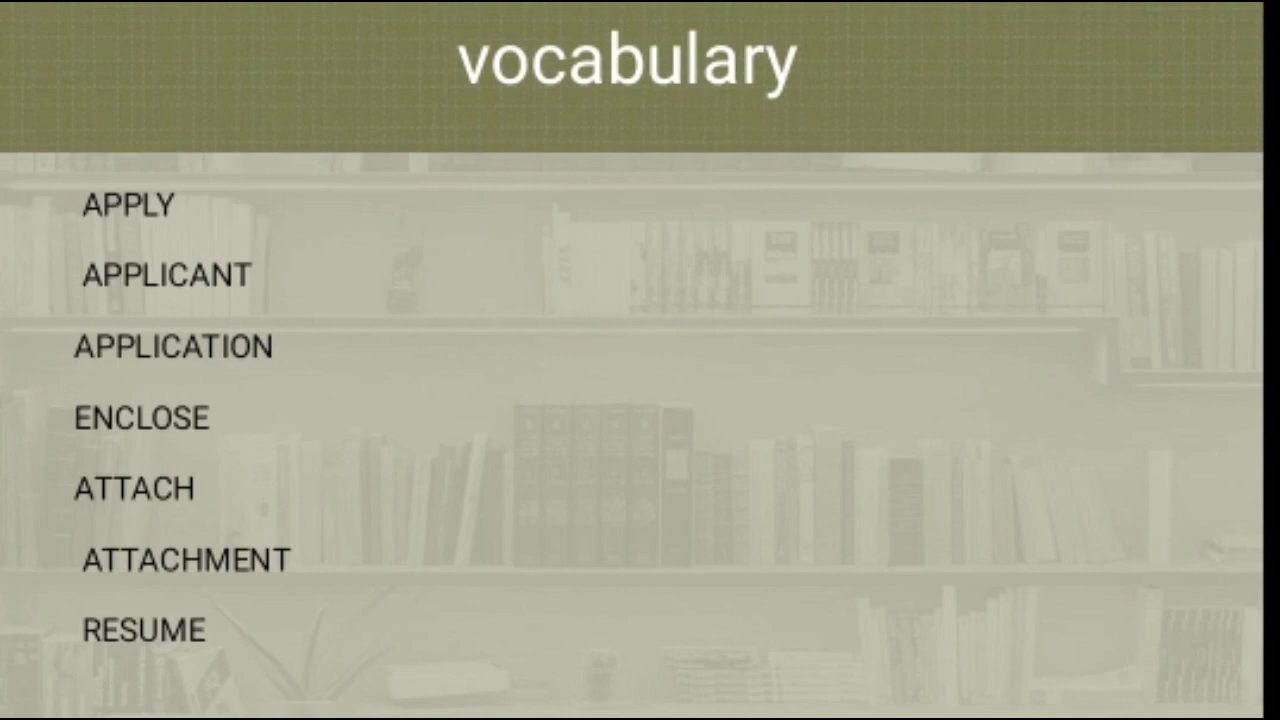 vocabulary
APPLY
APPLICANT
APPLICATION
ENCLOSE
ATTACH
ATTACHMENT
RESUME